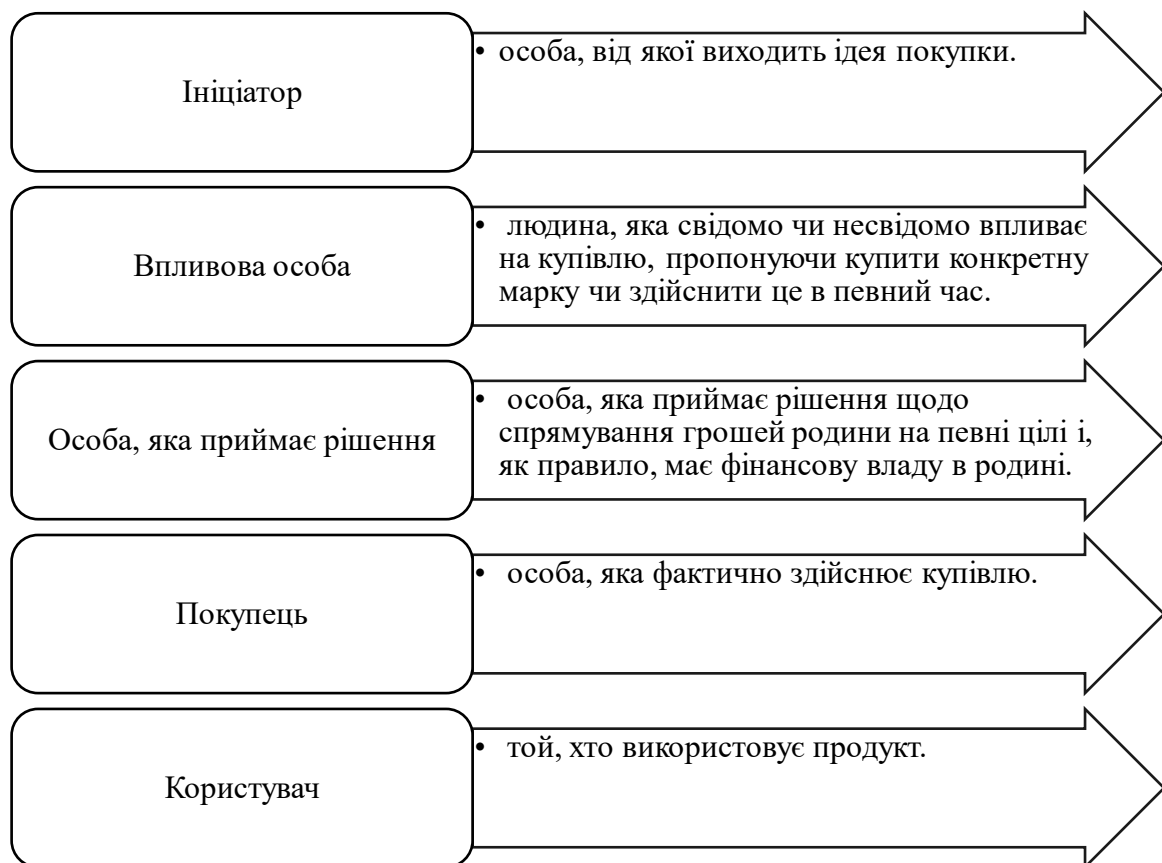 Ініціатор
• особа, від якої виходить ідея покупки.
Впливова особа
• людина, яка свідомо чи несвідомо впливає
на купівлю, пропонуючи купити конкретну
марку чи здійснити це в певний час.
Особа, яка приймає рішення
• особа, яка приймає рішення щодо
спрямування грошей родини на певні цілі і,
як правило, має фінансову владу в родині.
Покупець
• особа, яка фактично здійснює купівлю.
Користувач
• той, хто використовує продукт.